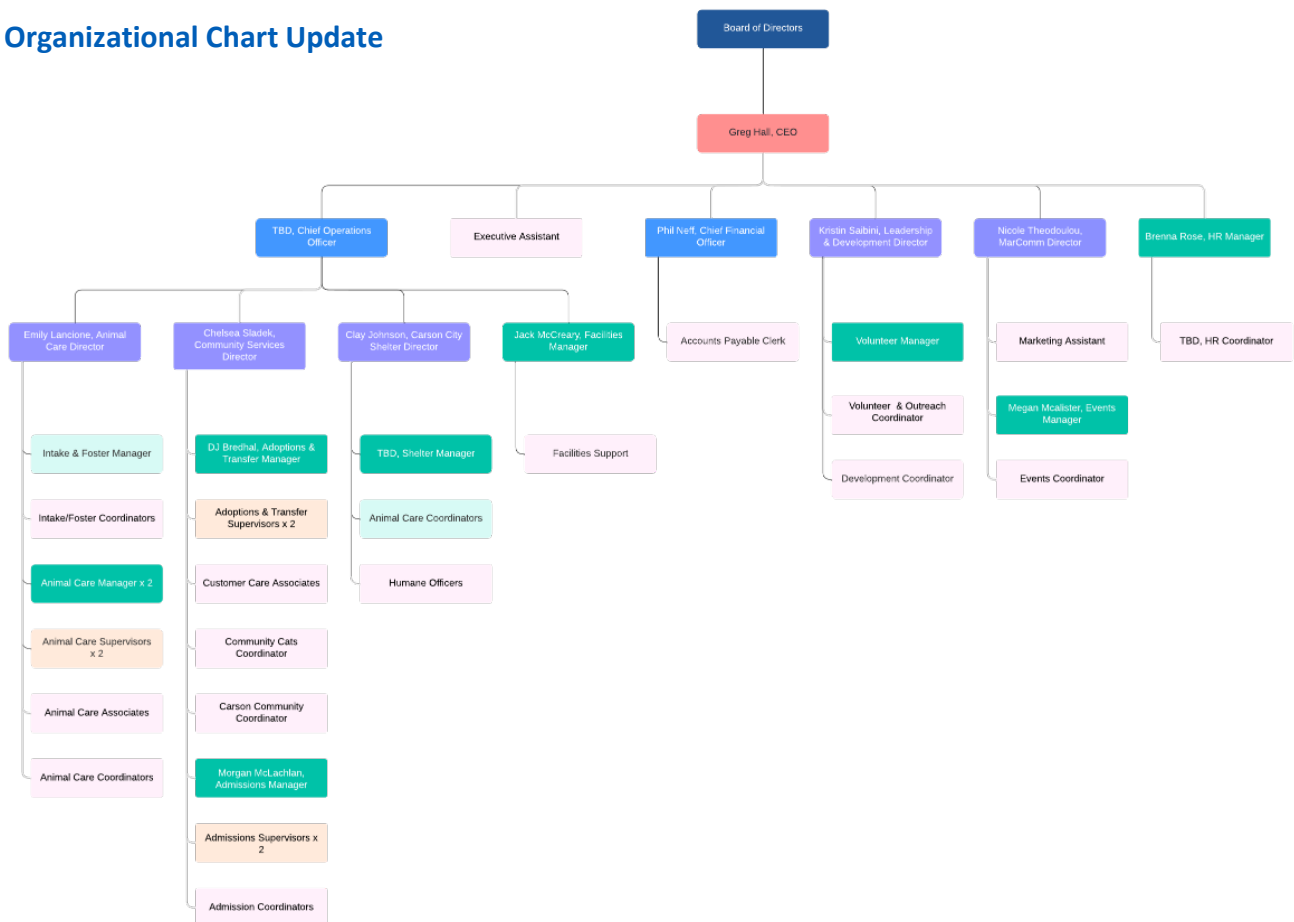 Organizational Chart Update
Board of Directors
Greg Hall, CEO
TBD, Chief Operations
Officer
Executive Assistant
Phil Neff, Chief Financial
Officer
Kristin Saibini, Leadership
& Development Director
Nicole Theodoulou,
MarComm Director
Brenna Rose, HR Manager
Emily Lancione, Animal
Care Director
Chelsea Sladek,
Community Services
Director
Clay Johnson, Carson City
Shelter Director
Jack McCreary, Facilities
Manager
Accounts Payable Clerk
Volunteer Manager
Marketing Assistant
TBD, HR Coordinator
Volunteer & Outreach
Coordinator
Megan Mcalister, Events
Manager
Intake & Foster Manager
DJ Bredhal, Adoptions &
Transfer Manager
TBD, Shelter Manager
Facilities Support
Development Coordinator
Events Coordinator
Intake/Foster Coordinators
Adoptions & Transfer
Supervisors x 2
Animal Care Coordinators
Animal Care Manager x 2
Customer Care Associates
Humane Officers
Animal Care Supervisors
x 2
Community Cats
Coordinator
Animal Care Associates
Carson Community
Coordinator
Animal Care Coordinators
Morgan McLachlan,
Admissions Manager
Admissions Supervisors x
2
Admission Coordinators